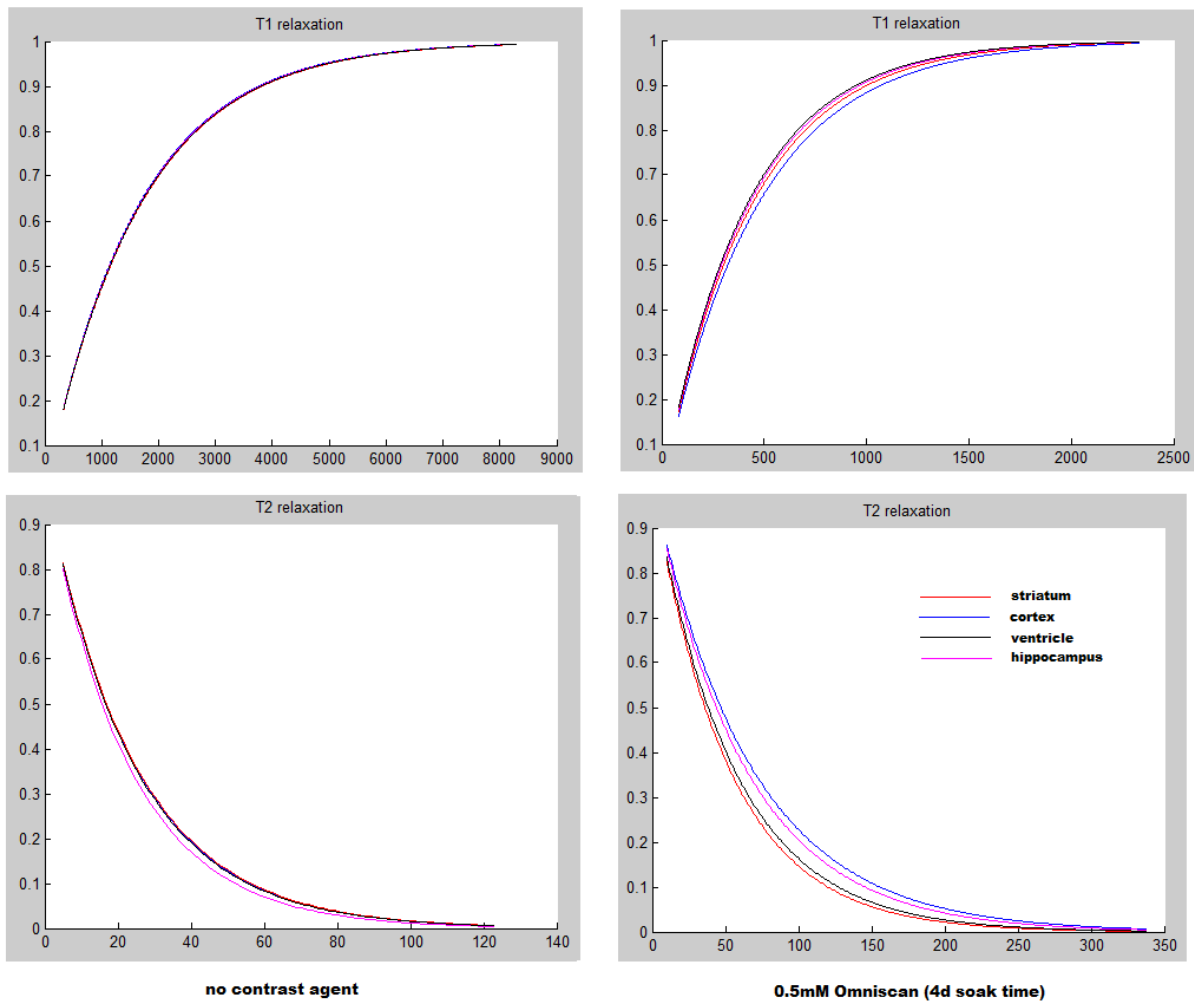 T1 relaxation
1
0.9
0.8
0.7
0.6
0.5
0.4
0.3
0.2
0.1
0 1000 2000 3000 4000 5000 6000 7000 8000 9000
T1 relaxation
1
0.9
0.8
0.7
0.6
0.5
0.4
0.3
0.2
0.1
0 500 1000 1500 2000 2500
T2 relaxation
0.9
0.8
0.7
0.6
0.5
0.4
0.3
0.2
0.1
0
0 20 40 60 80 100 120 140
no contrast agent
T2 relaxation
0.9
0.8
0.7
0.6
0.5
0.4
0.3
0.2
0.1
0
0 50 100 150 200 250 300 350
striatum
cortex
ventricle
hippocampus
0.5mM Omniscan (4d soak time)